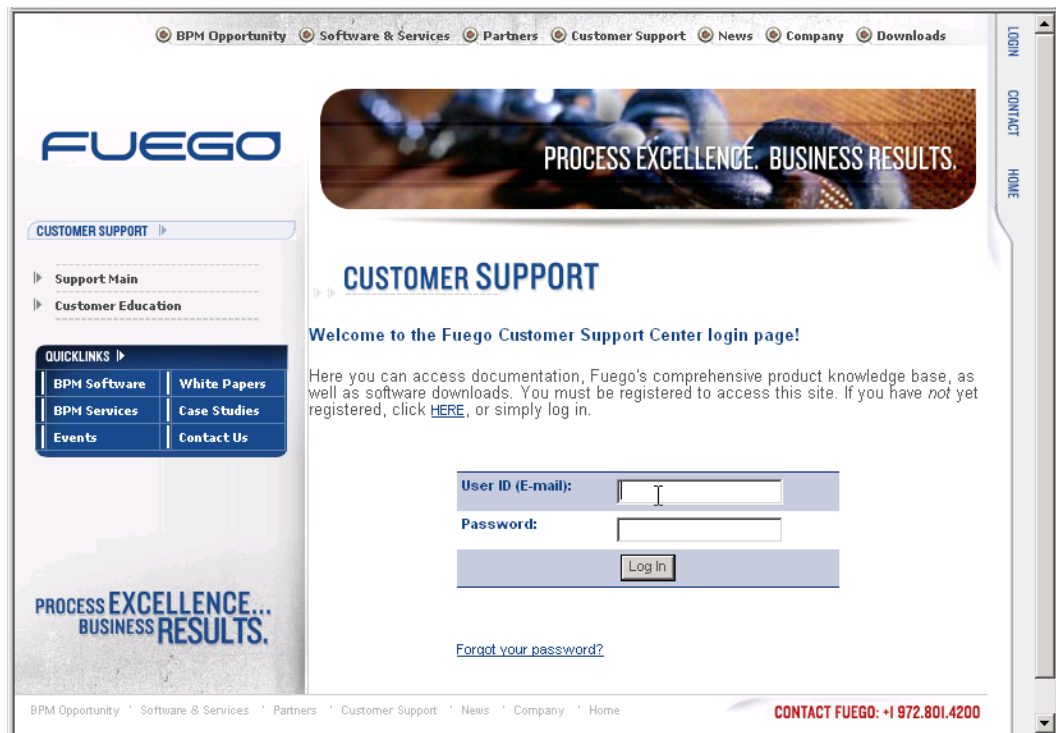 BPM Opportunity Software & Services Partners Customer Support News Company Downloads
LOGIN
CONTACT
HOME
FUEGO
PROCESS EXCELLENCE. BUSINESS RESULTS.
CUSTOMER SUPPORT
Support Main
Customer Education
QUICKLINKS
BPM Software White Papers
BPM Services Case Studies
Events Contact Us
PROCESS EXCELLENCE...
BUSINESS RESULTS.
CUSTOMER SUPPORT
Welcome to the Fuego Customer Support Center login page!
Here you can access documentation, Fuego's comprehensive product knowledge base, as
well as software downloads. You must be registered to access this site. If you have not yet
registered, click HERE, or simply log in.
User ID (E-mail):
Password:
Log In
Forgot your password?
BPM Opportunity ' Software & Services ' Partners ' Customer Support ' News ' Company ' Home
CONTACT FUEGO: +1 972.801.4200